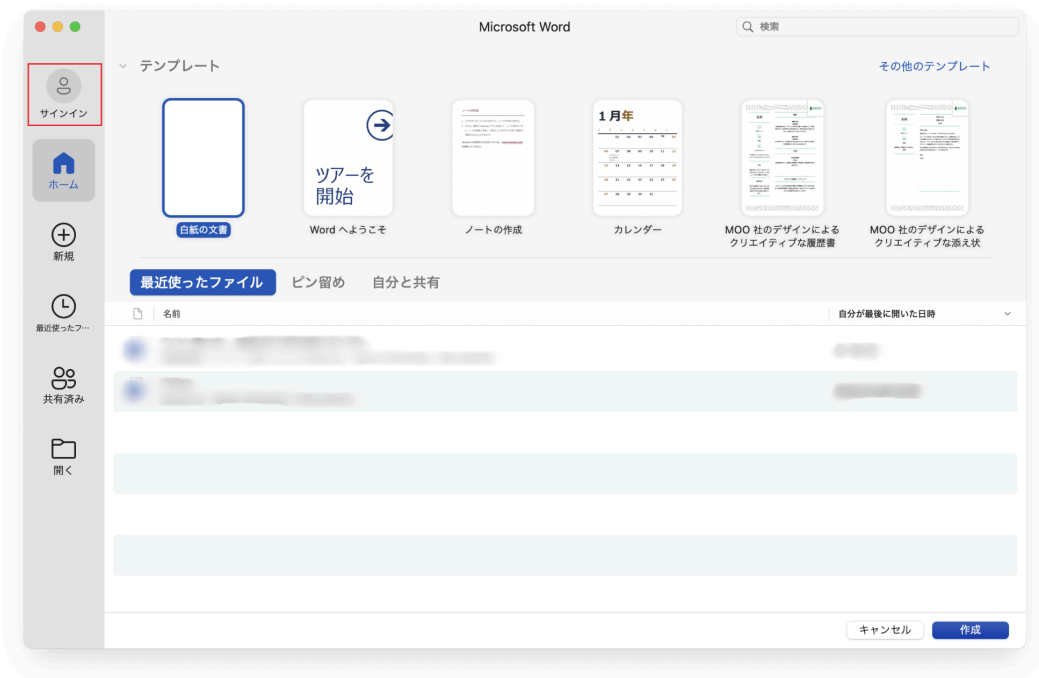 Microsoft Word
検索
サインイン
ホーム
新規
最近使ったフ…
共有済み
開く
テンプレート
その他のテンプレート
ツアーを
開始
1 月年
白紙の文書
Word へようこそ
ノートの作成
カレンダー
MOO 社のデザインによる
クリエイティブな履歴書
MOO 社のデザインによる
クリエイティブな添え状
最近使ったファイル
ピン留め
自分と共有
名前
自分が最後に開いた日時
キャンセル
作成